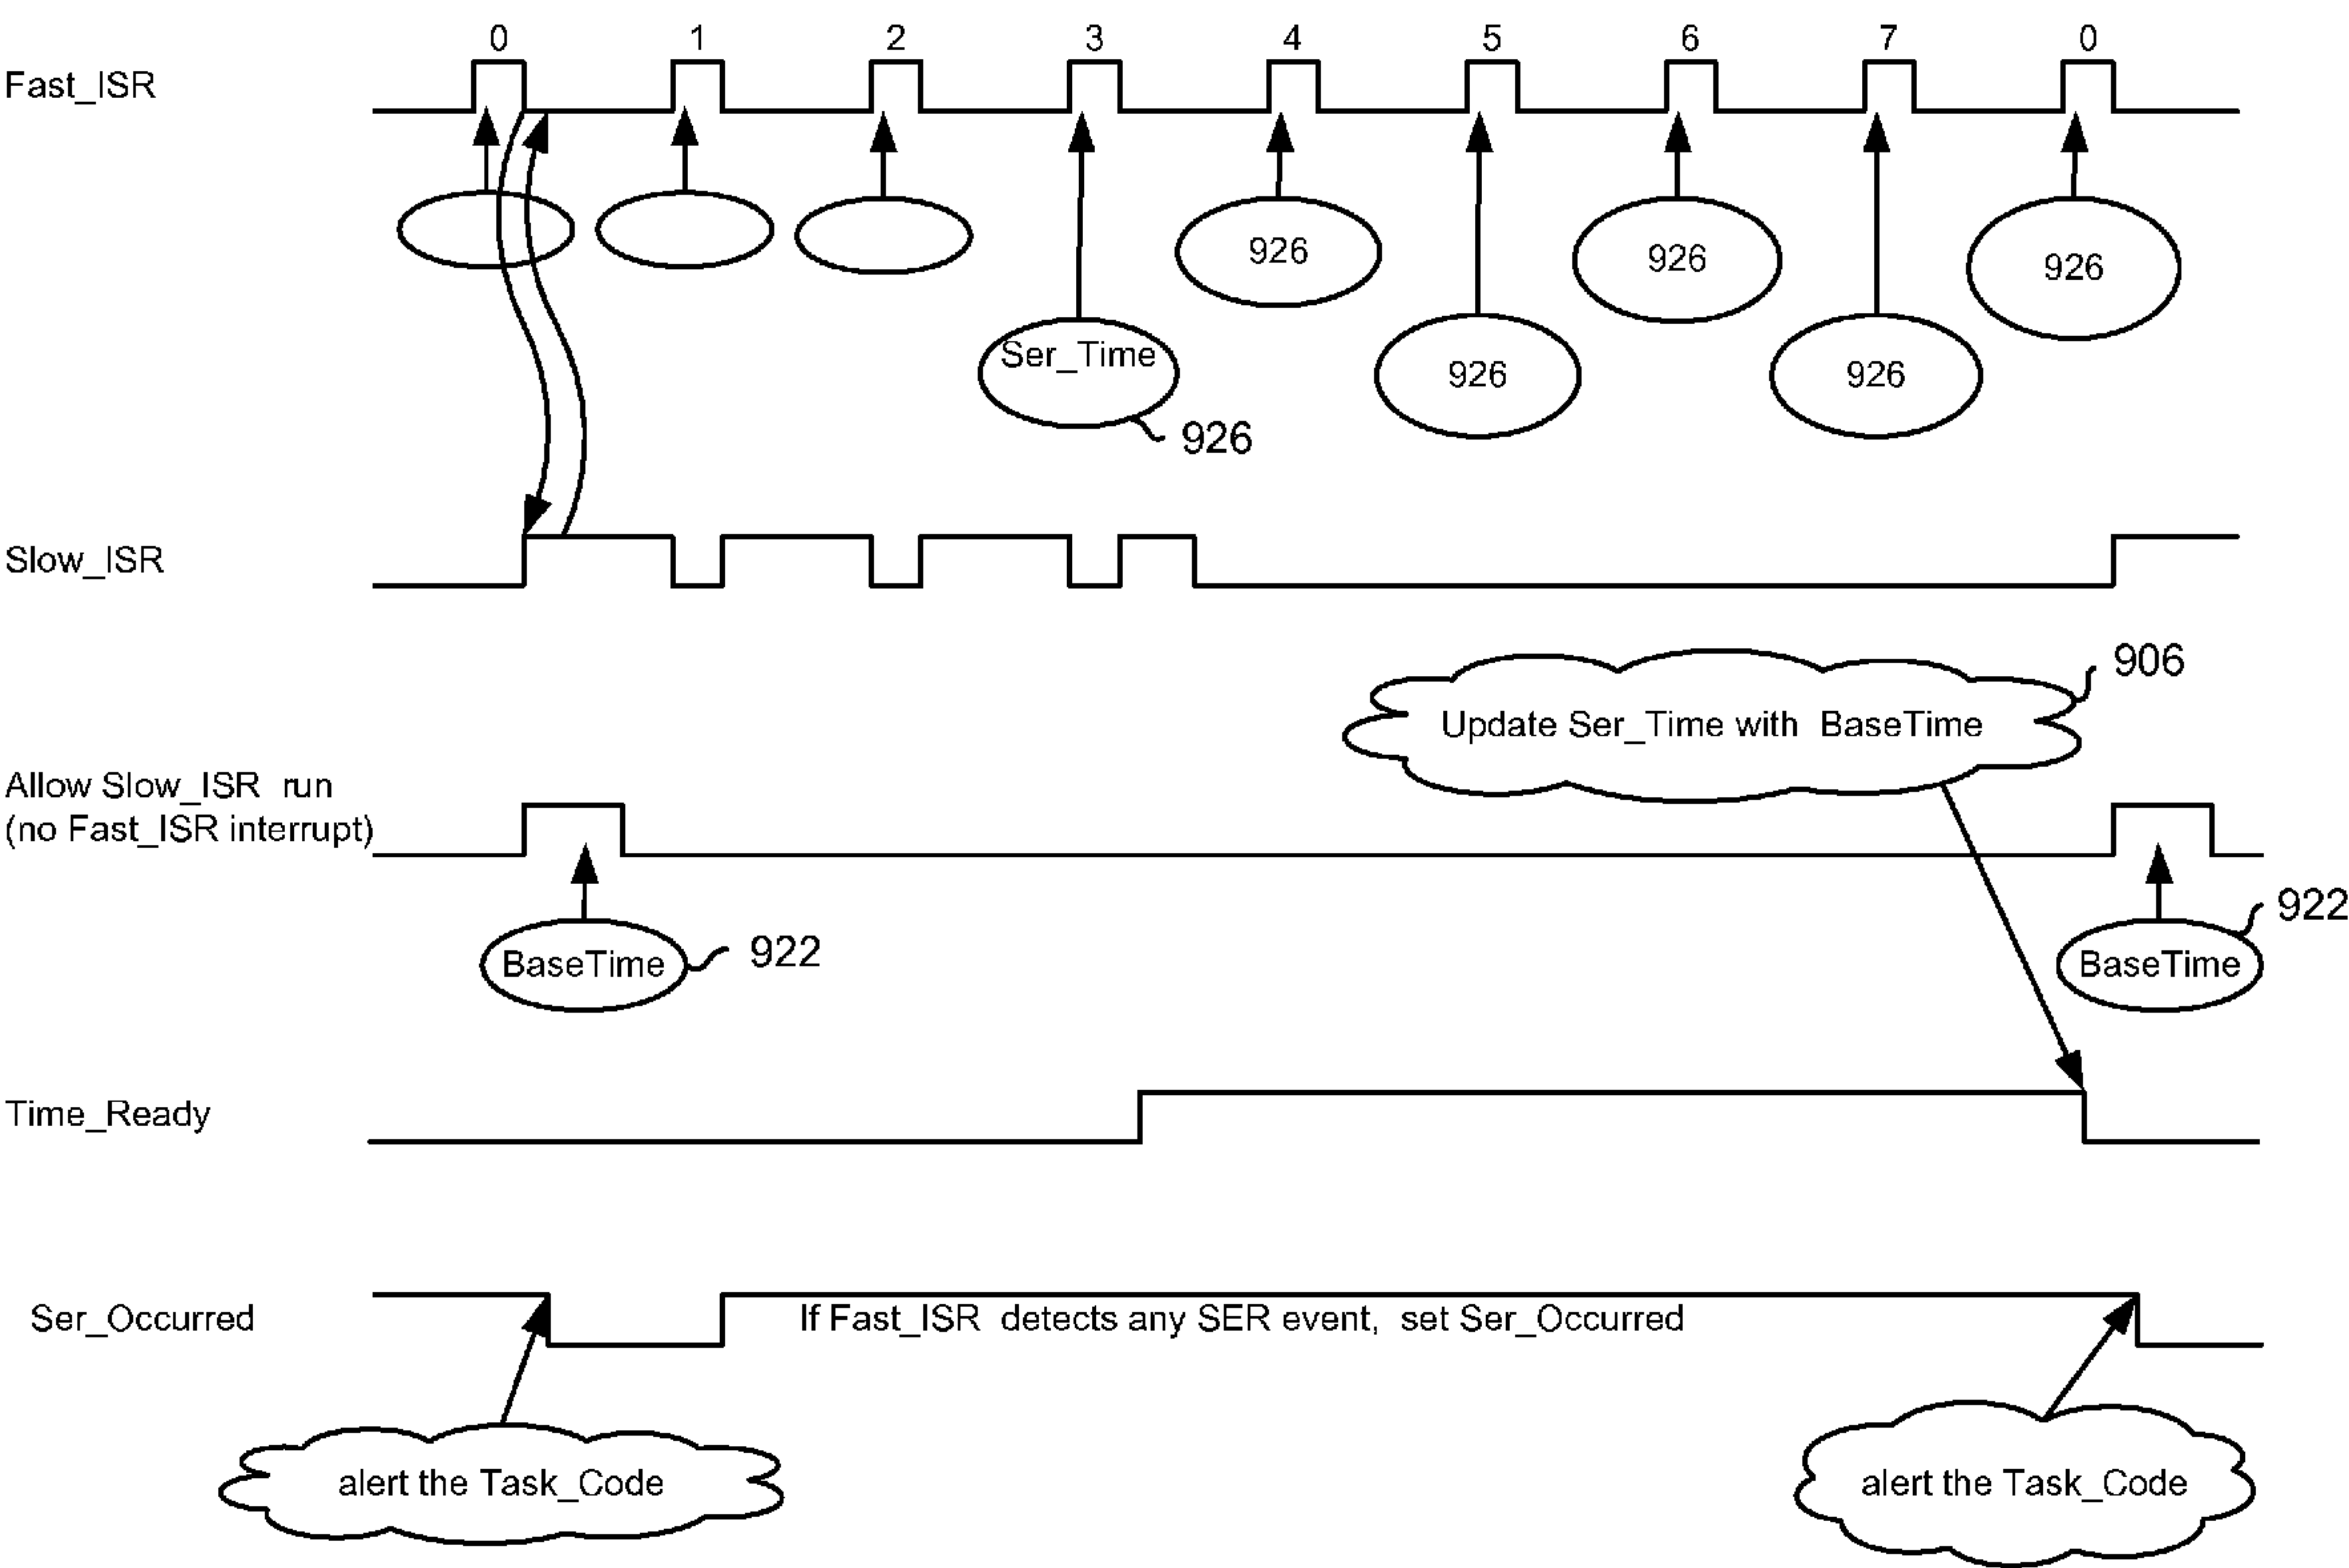 0 1 2 3 4 5 6 7 0
Fast_ISR
926 926 926
926 926
Ser_Time
926
Slow_ISR
906
Update Ser_Time with BaseTime
Allow Slow_ISR run
(no Fast_ISR interrupt)
922
BaseTime
922
BaseTime
Time_Ready
Ser_Occurred
If Fast_ISR detects any SER event, set Ser_Occurred
alert the Task_Code
alert the Task_Code